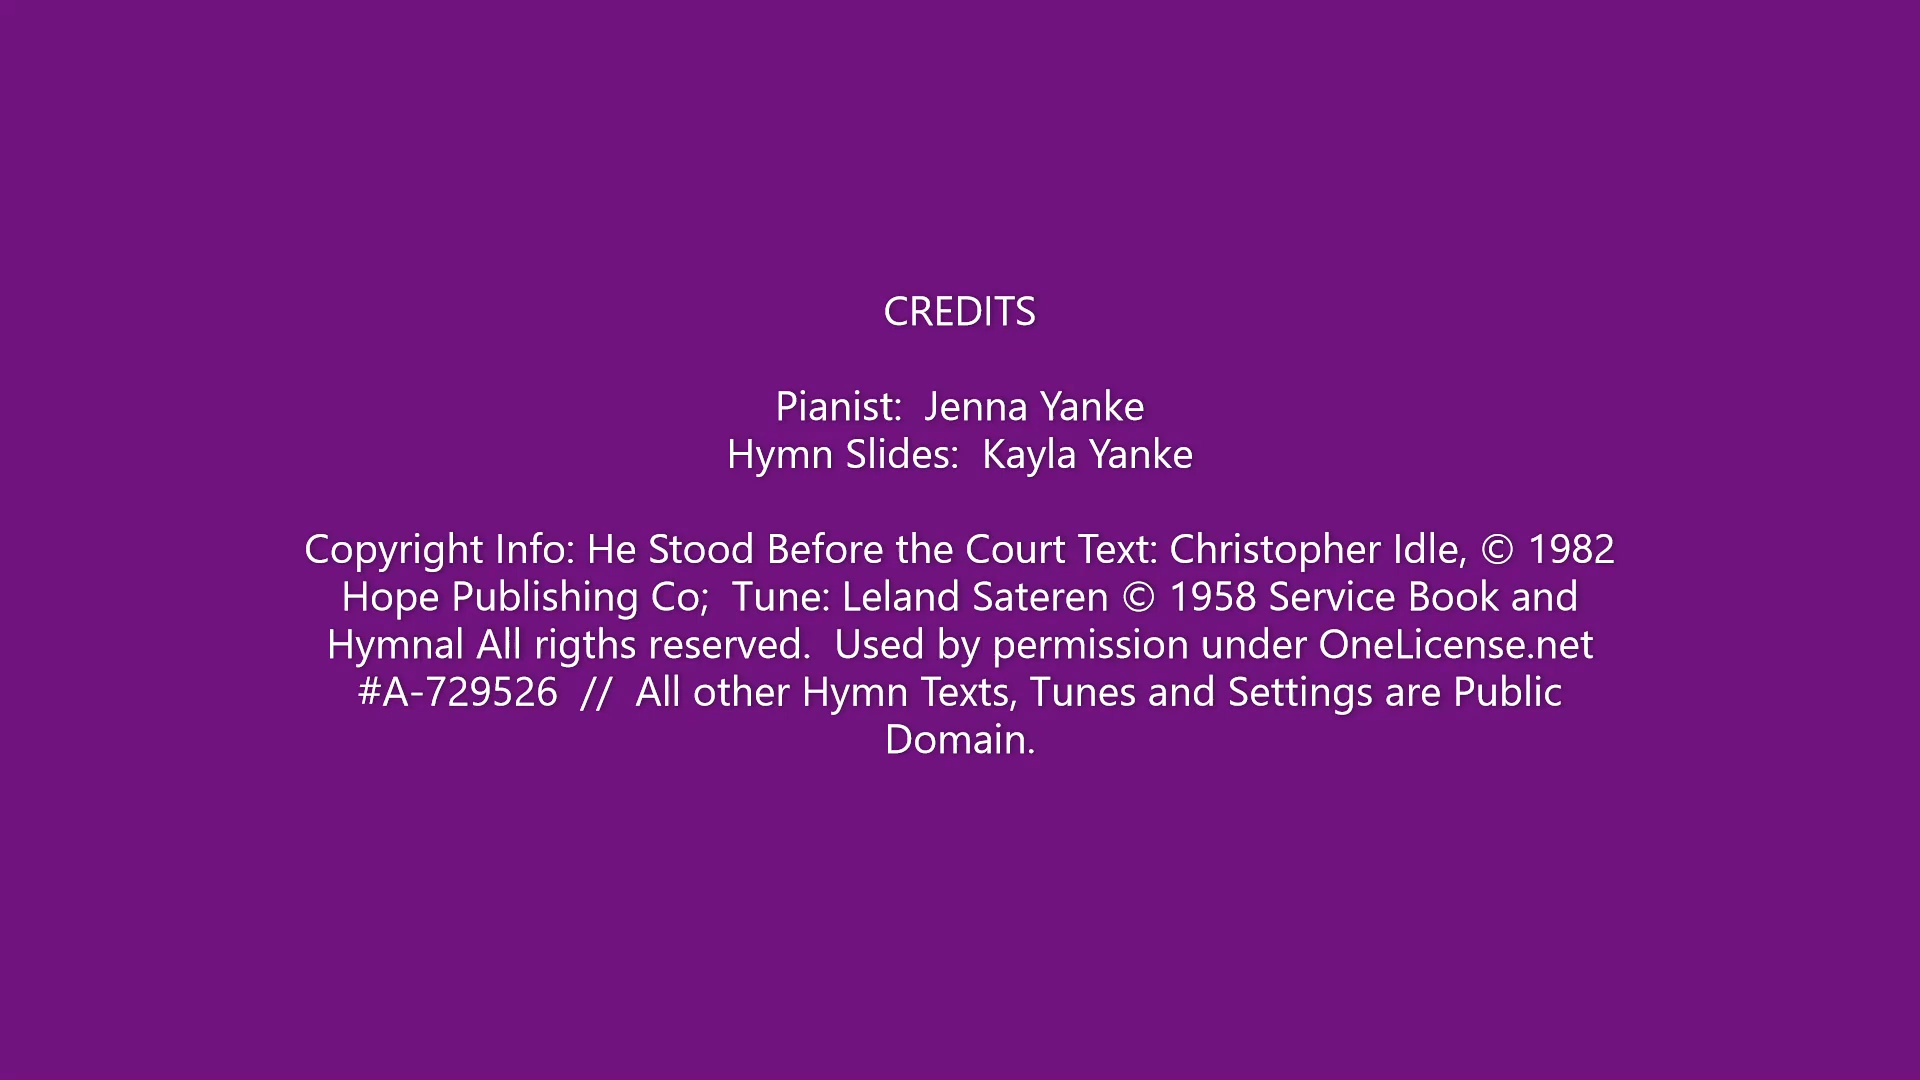 CREDITS
Pianist:  Jenna Yanke
Hymn Slides:  Kayla Yanke
Copyright Info: He Stood Before the Court Text: Christopher Idle, © 1982
Hope Publishing Co;  Tune: Leland Sateren © 1958 Service Book and
Hymnal All rigths reserved.  Used by permission under OneLicense.net
#A-729526  //  All other Hymn Texts, Tunes and Settings are Public
Domain.